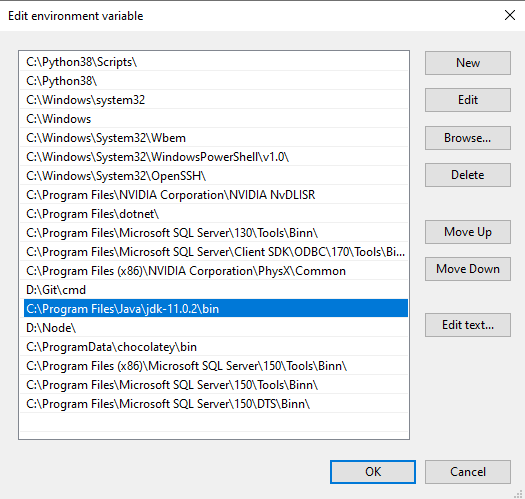 Edit environment variable
C:\Python38\Scripts\
C:\Python38\
C:\Windows\system32
C:\Windows
C:\Windows\System32\Wbem
C:\Windows\System32\WindowsPowerShell\v1.0\
C:\Windows\System32\OpenSSH\
C:\Program Files\NVIDIA Corporation\NVIDIA NvDLISR
C:\Program Files\dotnet\
C:\Program Files\Microsoft SQL Server\130\Tools\Binn\
C:\Program Files\Microsoft SQL Server\Client SDK\ODBC\170\Tools\Bi...
C:\Program Files (x86)\NVIDIA Corporation\PhysX\Common
D:\Git\cmd
C:\Program Files\Java\jdk-11.0.2\bin
D:\Node\
C:\ProgramData\chocolatey\bin
C:\Program Files (x86)\Microsoft SQL Server\150\Tools\Binn\
C:\Program Files\Microsoft SQL Server\150\Tools\Binn\
C:\Program Files\Microsoft SQL Server\150\DTS\Binn\
New
Edit
Browse...
Delete
Move Up
Move Down
Edit text...
OK
Cancel